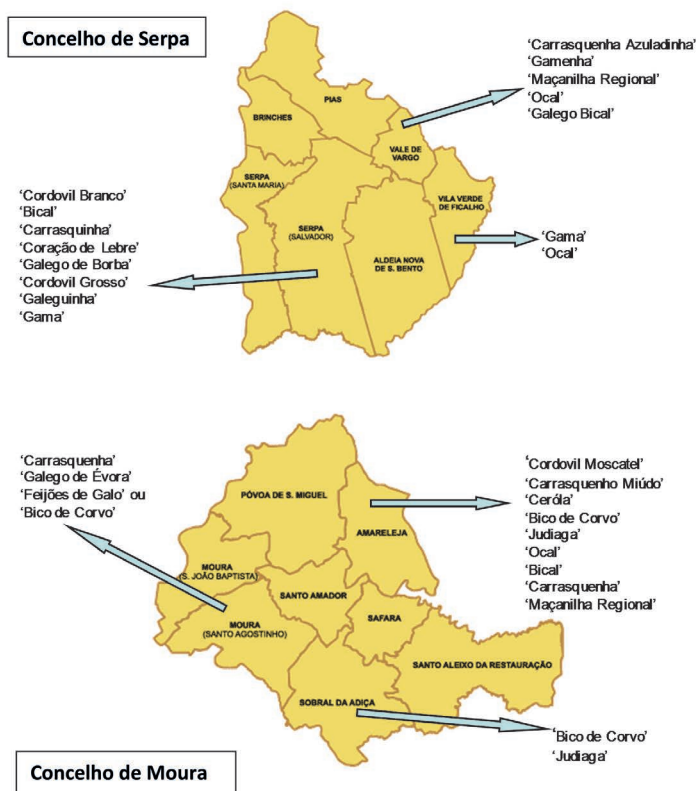 Concelho de Serpa
'Carrasquenha Azuladinha'
'Gamenha'
'Maçanilha Regional'
'Ocal'
'Galego Bical'
PIAS
BRINCHES
VALE DE
VARGO
SERPA
(SANTA MARIA)
VILA VERDE
DE FICALHO
SERPA
(SALVADOR)
ALDEIA NOVA
DE S. BENTO
'Cordovil Branco'
'Bical'
'Carrasquinha'
'Coração de Lebre'
'Galego de Borba'
'Cordovil Grosso'
'Galeguinha'
'Gama'
'Gama'
'Ocal'
'Carrasquenha'
'Galego de Évora'
'Feijões de Galo' ou
'Bico de Corvo'
'Cordovil Moscatel'
'Carrasquenho Miúdo'
'Ceróla'
'Bico de Corvo'
'Judiaga'
'Ocal'
'Bical'
'Carrasquenha'
'Maçanilha Regional'
PÓVOA DE S. MIGUEL
AMARELEJA
MOURA
(S. JOÃO BAPTISTA)
SANTO AMADOR
SAFARA
MOURA
(SANTO AGOSTINHO)
SANTO ALEIXO DA RESTAURAÇÃO
SOBRAL DA ADIÇA
'Bico de Corvo'
'Judiaga'
Concelho de Moura